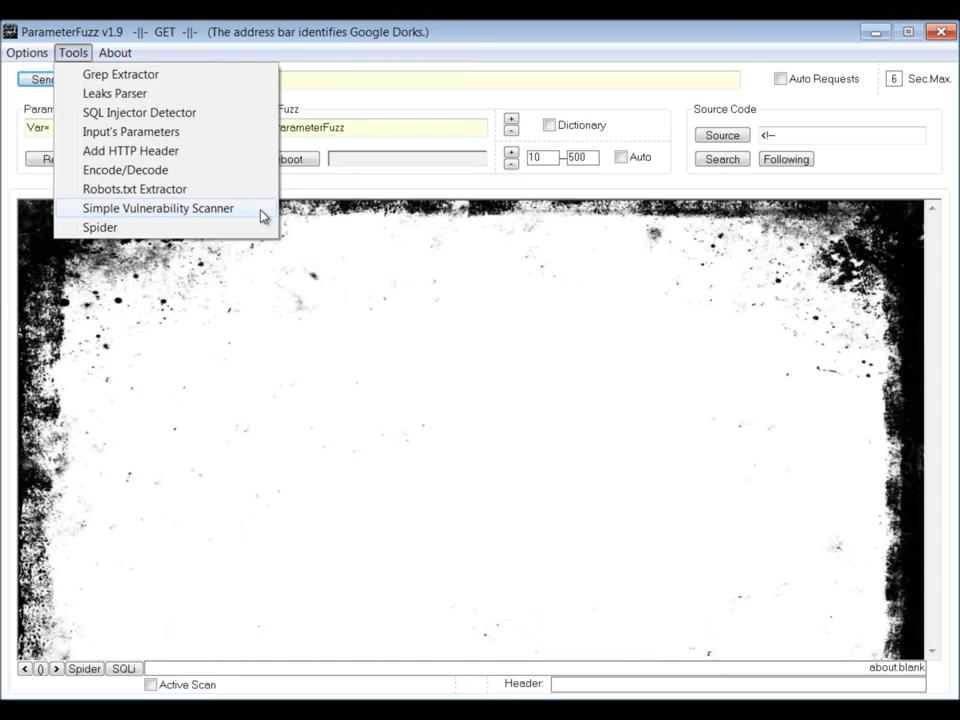 ParameterFuzz v1.9 -||- GET -||- (The address bar identifies Google Dorks.)
Options Tools About
Grep Extractor
Leaks Parser
SQL Injector Detector
Input's Parameters
Add HTTP Header
Encode/Decode
Robots.txt Extractor
Simple Vulnerability Scanner
Spider
Auto Requests 6 Sec.Max.
Var=
Fuzz
Dictionary
10 500 Auto
Source Code
Source <!--
Search Following
< () > Spider SQLi about:blank
Active Scan Header: